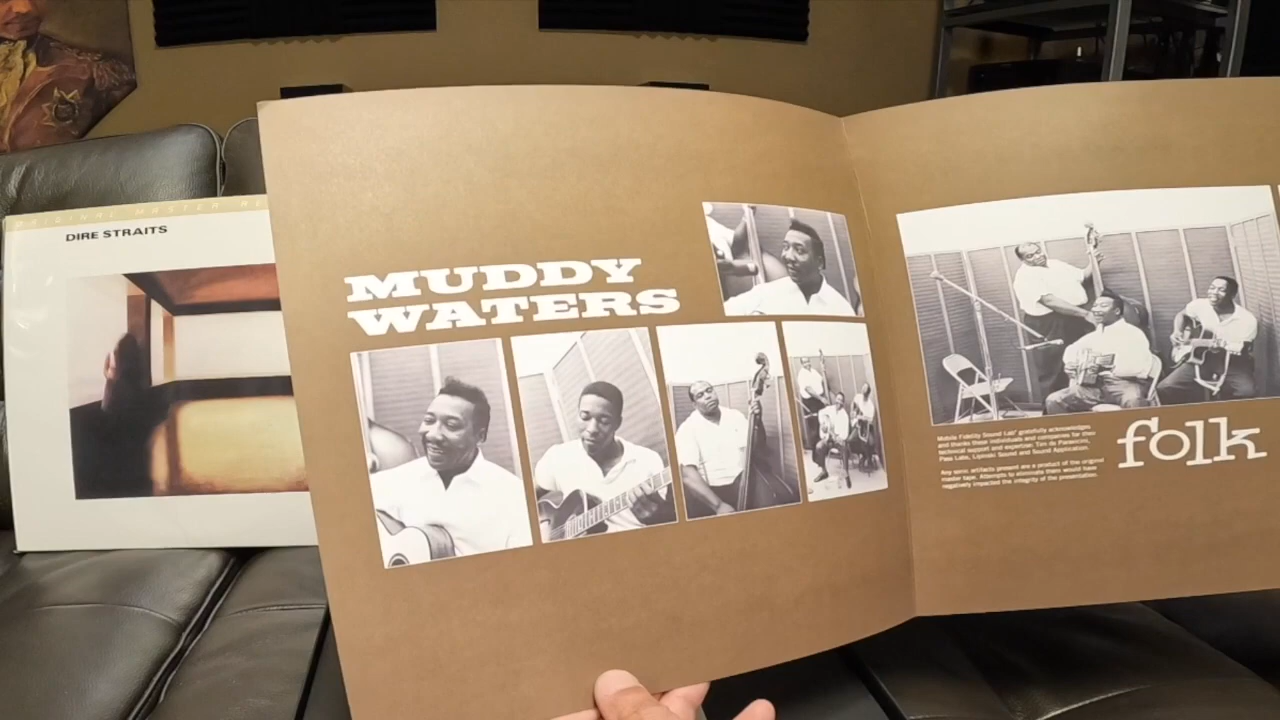 ORIGINAL MASTER RE
DIRE STRAITS
MUDDY
WATERS
folk
Mobile Fidelity Sound Lab® gratefully acknowledges
and thanks these individuals and companies for their
technical support and expertise: Tim de Paravicini,
Pass Labs, Lipinski Sound and Sound Application.
Any sonic artifacts present are a product of the original
master tape. Attempts to eliminate them would have
negatively impacted the integrity of the presentation.